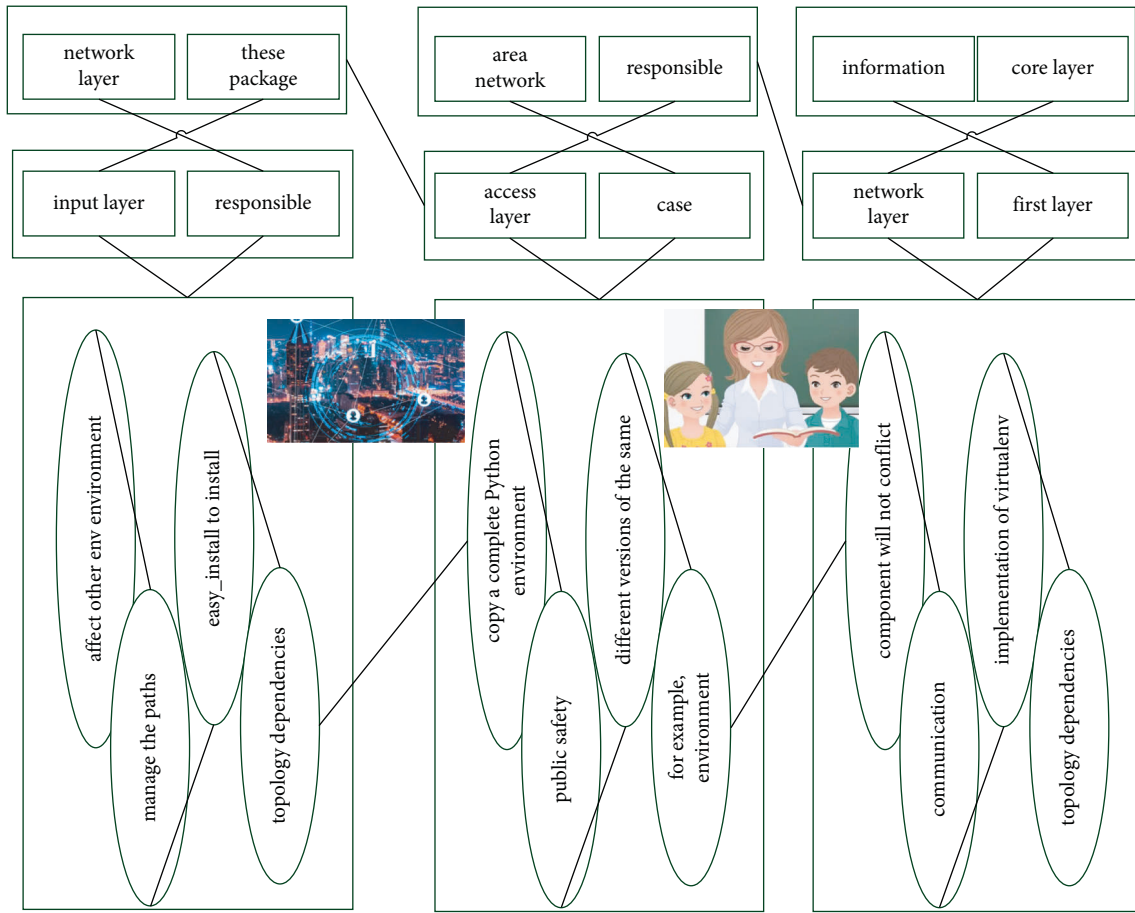 network
layer
these
package
area
network
responsible
information
core layer
input layer
responsible
access
layer
case
network
layer
first layer
affect other env environment
manage the paths
easy_install to install
topology dependencies
copy a complete Python
environment
public safety
different versions of the same
for example,
environment
component will not conflict
communication
implementation of virtualenv
topology dependencies